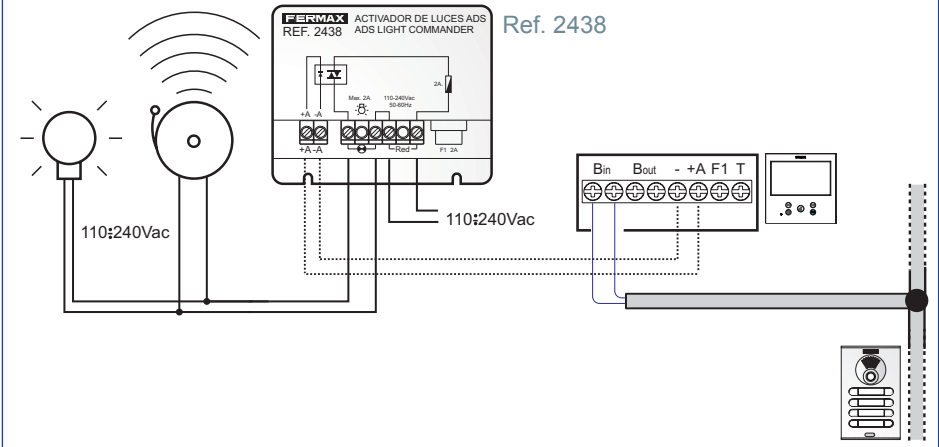 FERMAX ACTIVADOR DE LUCES ADS
REF. 2438 ADS LIGHT COMMANDER
Ref. 2438
2A.
Max. 2A
110-240Vac
50-60Hz
+A -A
+A -A
Red
F1 2A
Bin Bout - +A F1 T
110÷240Vac
110÷240Vac